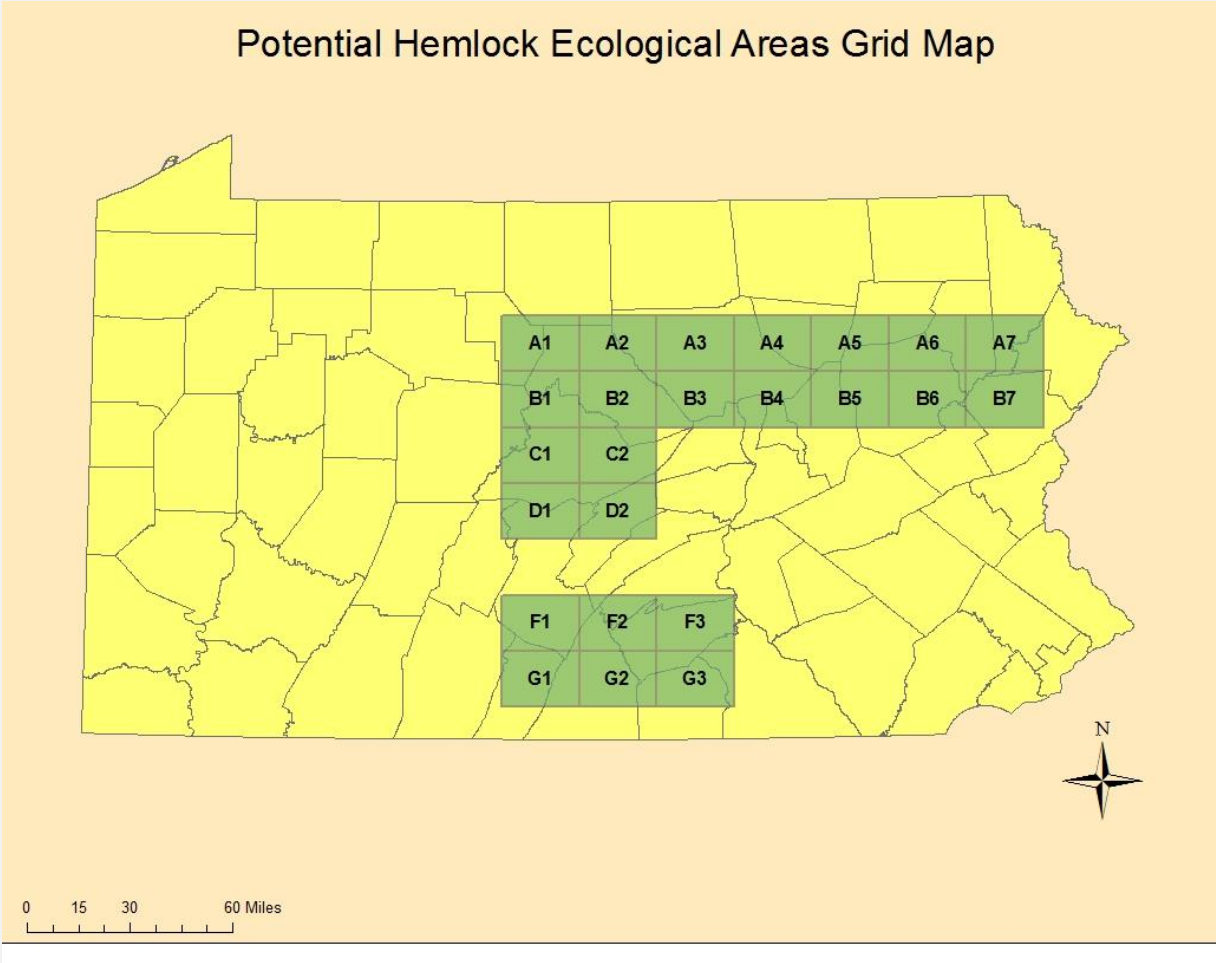 Potential Hemlock Ecological Areas Grid Map
A1 A2 A3 A4 A5 A6 A7
B1 B2 B3 B4 B5 B6 B7
C1 C2
D1 D2
F1 F2 F3
G1 G2 G3
N
0 15 30 60 Miles